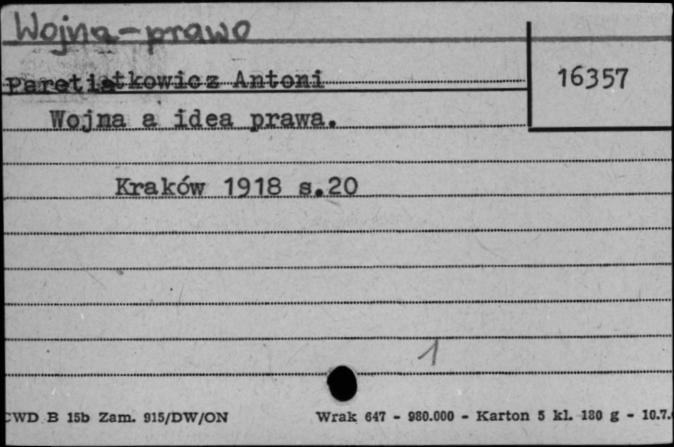 Wojna-prawo
16357
Paretiatkowicz Antoni
Wojna a idea prawa.
Kraków 1918 s.20
1
CWD B 15b Zam. 915/DW/ON Wrak 647 - 980.000 - Karton 5 kl. 180 g - 10.7.